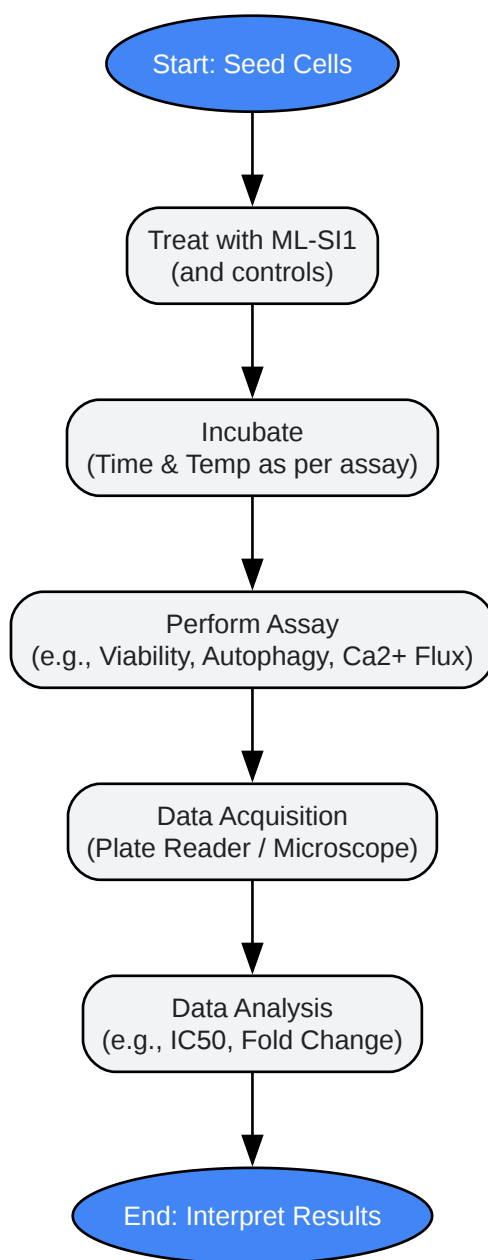 Start: Seed Cells
Treat with ML-SI1
(and controls)
Incubate
(Time & Temp as per assay)
Perform Assay
(e.g., Viability, Autophagy, Ca2+ Flux)
Data Acquisition
(Plate Reader / Microscope)
Data Analysis
(e.g., IC50, Fold Change)
End: Interpret Results